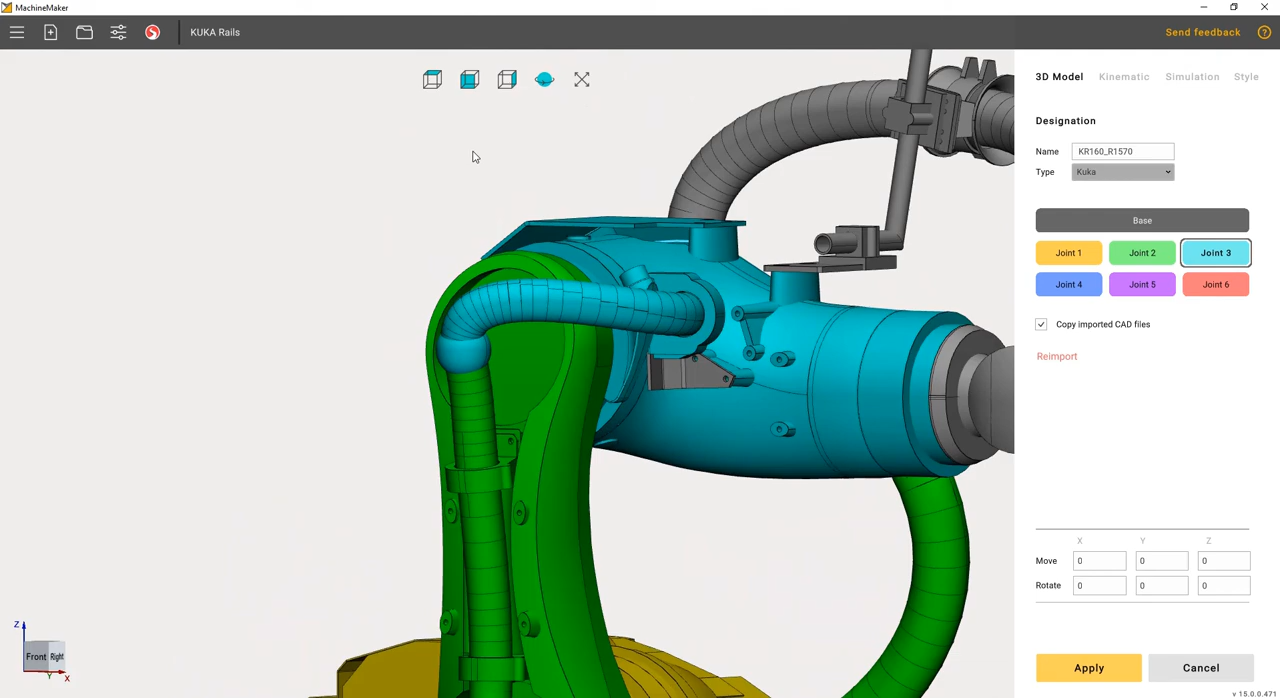 MachineMaker
KUKA Rails
Send feedback
?
3D Model Kinematic Simulation Style
Designation
Name KR160_R1570
Type Kuka
Base
Joint 1 Joint 2 Joint 3
Joint 4 Joint 5 Joint 6
Copy imported CAD files
Reimport
X Y Z
Move 0 0 0
Rotate 0 0 0
Apply Cancel
v 15.0.0.471
Z
Front Right
Y X